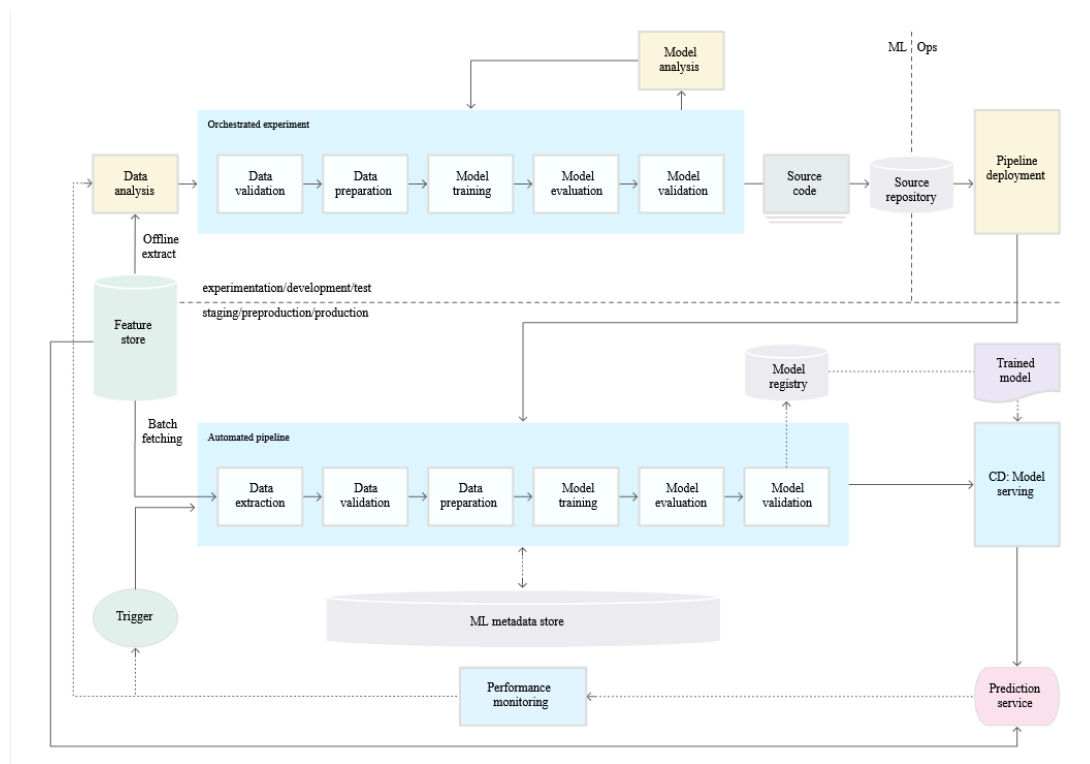 ML
Ops
Model
analysis
Orchestrated experiment
Data
analysis
Data
validation
Data
preparation
Model
training
Model
evaluation
Model
validation
Source
code
Source
repository
Pipeline
deployment
Offline
extract
experimentation/development/test
staging/preproduction/production
Feature
store
Model
registry
Trained
model
Batch
fetching
Automated pipeline
Data
extraction
Data
validation
Data
preparation
Model
training
Model
evaluation
Model
validation
CD: Model
serving
Trigger
ML metadata store
Performance
monitoring
Prediction
service